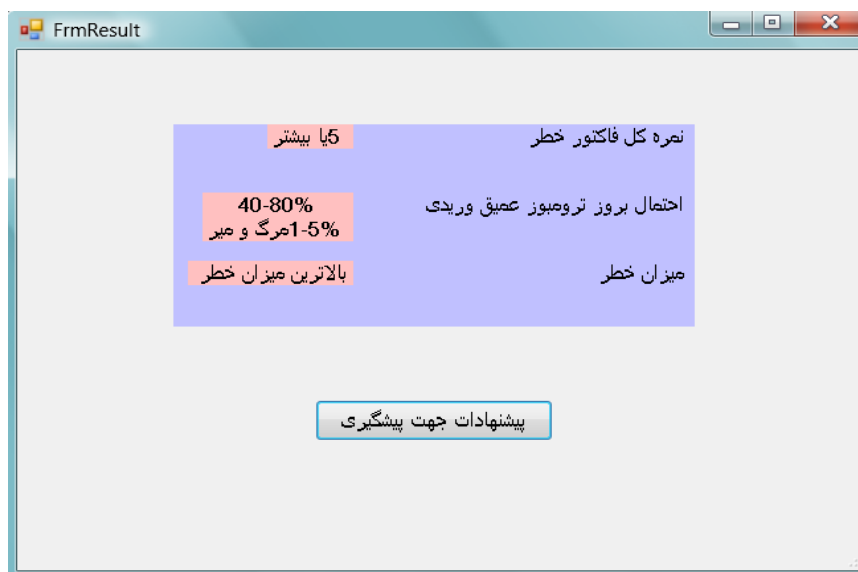 FrmResult
نمره کل فاکتور خطر
5یا بیشتر
احتمال بروز ترومبوز عمیق وریدی
40-80%
1-5%مرگ و میر
میزان خطر
بالاترین میزان خطر
پیشنهادات جهت پیشگیری